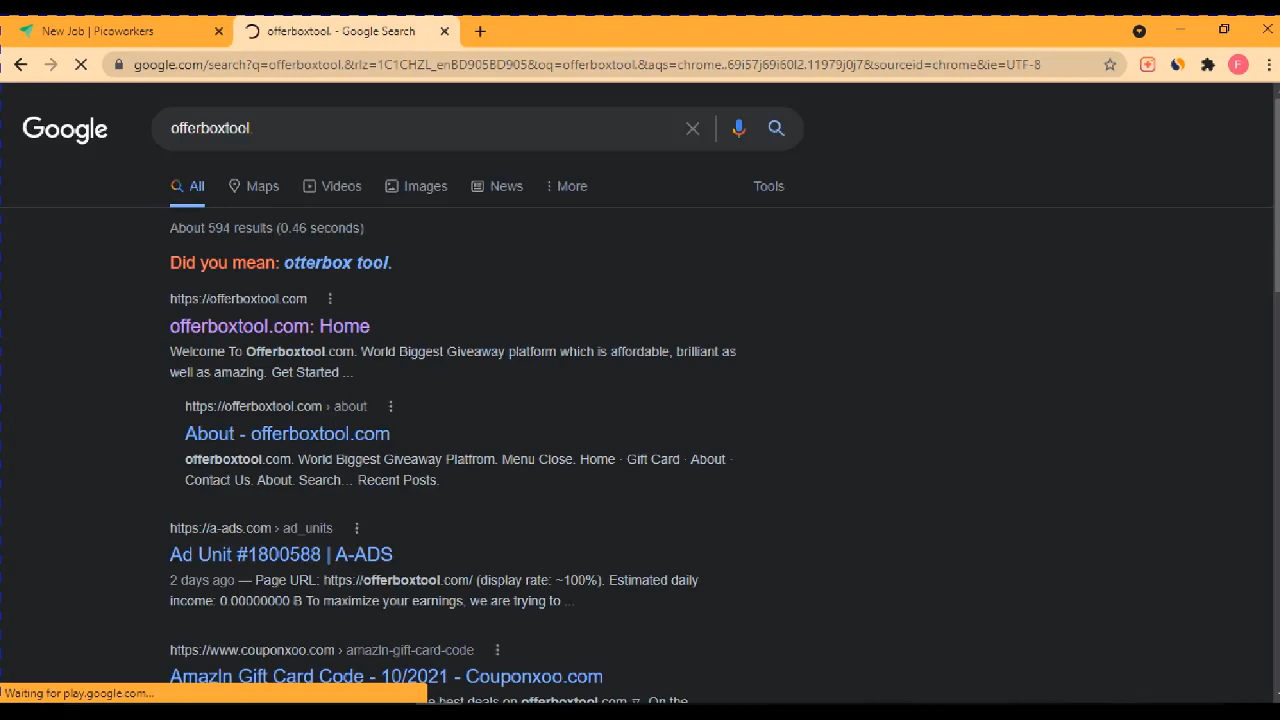 New Job | Picoworkers
offerboxtool. - Google Search
google.com/search?q=offerboxtool.&rlz=1C1CHZL_enBD905BD905&oq=offerboxtool.&aqs=chrome..69i57j69i60l2.11979j0j7&sourceid=chrome&ie=UTF-8
F
Google
offerboxtool.
All Maps Videos Images News More Tools
About 594 results (0.46 seconds)
Did you mean: otterbox tool.
https://offerboxtool.com
offerboxtool.com: Home
Welcome To Offerboxtool.com. World Biggest Giveaway platform which is affordable, brilliant as
well as amazing. Get Started ...
https://offerboxtool.com › about
About - offerboxtool.com
offerboxtool.com. World Biggest Giveaway Platfrom. Menu Close. Home · Gift Card · About ·
Contact Us. About. Search... Recent Posts.
https://a-ads.com › ad_units
Ad Unit #1800588 | A-ADS
2 days ago — Page URL: https://offerboxtool.com/ (display rate: ~100%). Estimated daily
income: 0.00000000 B To maximize your earnings, we are trying to ...
https://www.couponxoo.com › amazln-gift-card-code
Amazln Gift Card Code - 10/2021 - Couponxoo.com
Waiting for play.google.com...
e best deals on offerboxtool.com On the